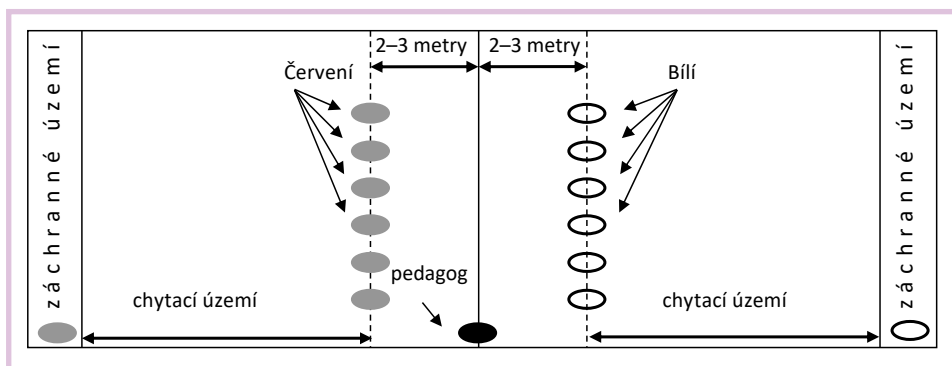 2–3 metry
2–3 metry
Červení
Bílí
záchranné území
záchranné území
pedagog
chytací území
chytací území